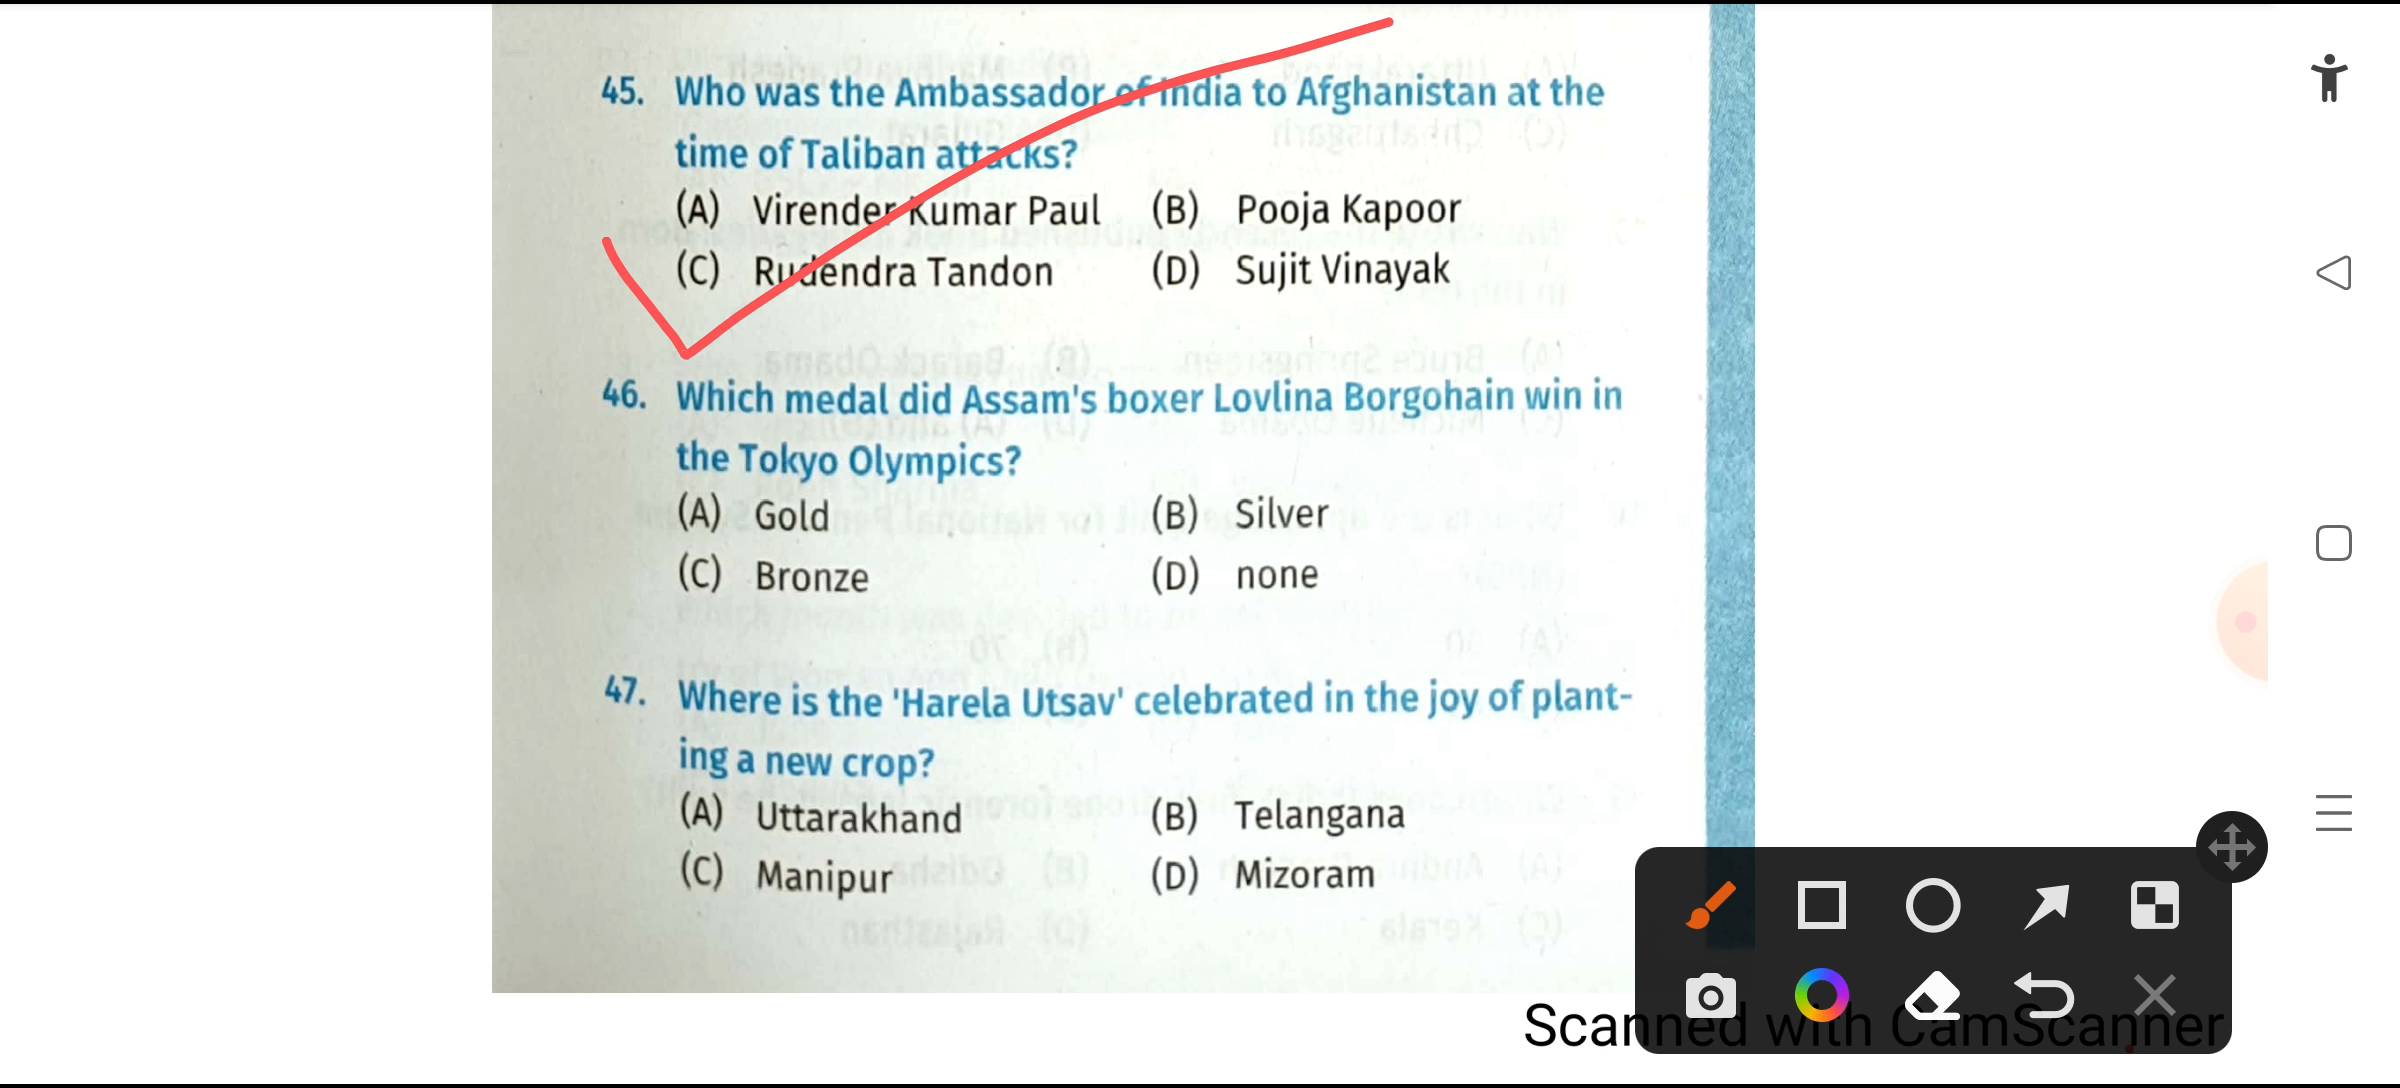 45. Who was the Ambassador of India to Afghanistan at the
time of Taliban attacks?
(A) Virender Kumar Paul (B) Pooja Kapoor
(C) Rudendra Tandon (D) Sujit Vinayak
46. Which medal did Assam's boxer Lovlina Borgohain win in
the Tokyo Olympics?
(A) Gold (B) Silver
(C) Bronze (D) none
47. Where is the 'Harela Utsav' celebrated in the joy of plant-
ing a new crop?
(A) Uttarakhand (B) Telangana
(C) Manipur (D) Mizoram
Scanned with CamScanner